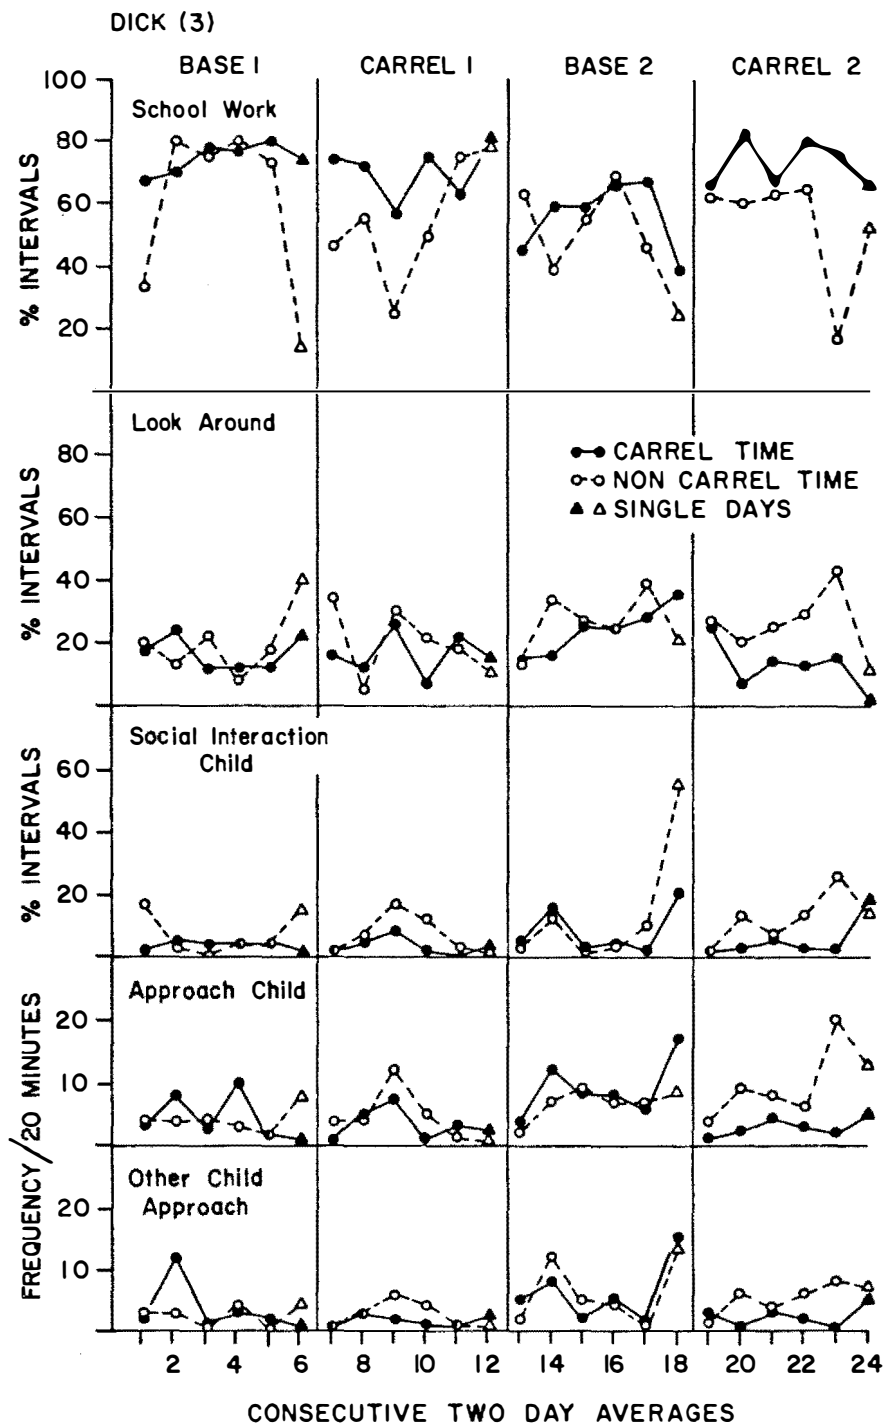 DICK (3)
BASE 1 CARREL 1 BASE 2 CARREL 2
100
School Work
80
60
40
20
% INTERVALS
Look Around
CARREL TIME
NON CARREL TIME
SINGLE DAYS
80
60
40
20
% INTERVALS
Social Interaction
Child
60
40
20
% INTERVALS
Approach Child
20
10
Other Child
Approach
20
10
FREQUENCY/20 MINUTES
2 4 6 8 10 12 14 16 18 20 22 24
CONSECUTIVE TWO DAY AVERAGES